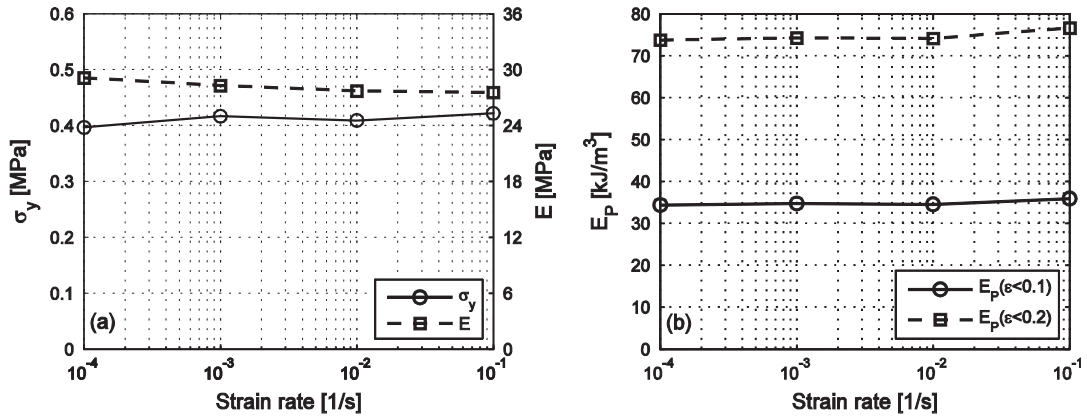 0.6
0.5
0.4
0.3
0.2
0.1
0
σy [MPa]
36
30
24
18
12
6
0
E [MPa]
10-4
10-3
10-2
10-1
Strain rate [1/s]
(a)
σy
E
80
70
60
50
40
30
20
10
0
EP [kJ/m3]
10-4
10-3
10-2
10-1
Strain rate [1/s]
(b)
EP(ε<0.1)
EP(ε<0.2)